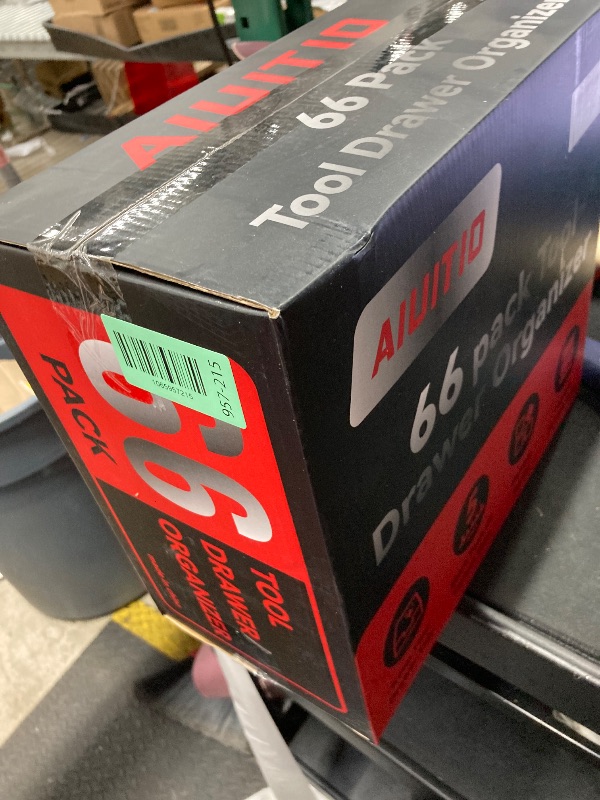 AIUITIO
66 Pack
Tool Drawer Organizer
AIUITIO
66 pack Tool
Drawer Organizer
66
PACK
1065957215
957-215
TOOL
DRAWER
ORGANIZER